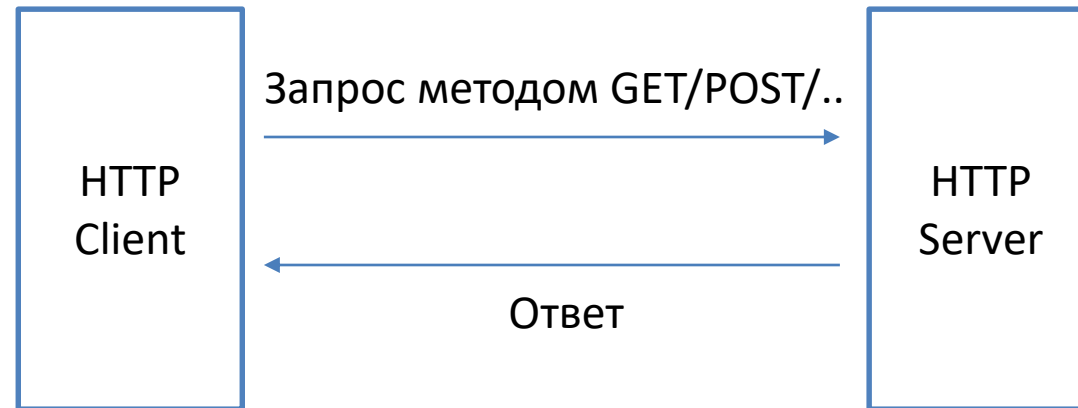 Запрос методом GET/POST/..
HTTP
Client
HTTP
Server
Ответ